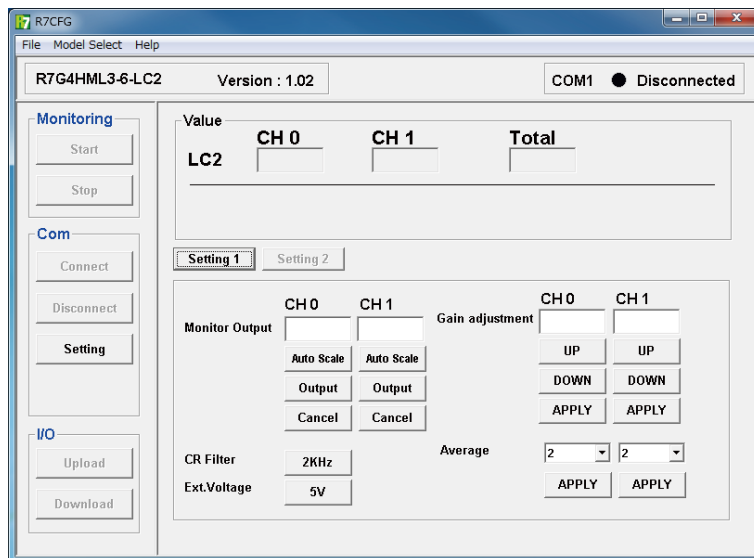 R7 R7CFG
File Model Select Help
R7G4HML3-6-LC2 Version : 1.02
COM1 Disconnected
Monitoring
Start
Stop
Com
Connect
Disconnect
Setting
I/O
Upload
Download
Value
CH 0 CH 1 Total
LC2
Setting 1 Setting 2
CH 0 CH 1
Monitor Output
Auto Scale Auto Scale
Output Output
Cancel Cancel
CR Filter 2KHz
Ext.Voltage 5V
CH 0 CH 1
Gain adjustment
UP UP
DOWN DOWN
APPLY APPLY
Average 2 2
APPLY APPLY